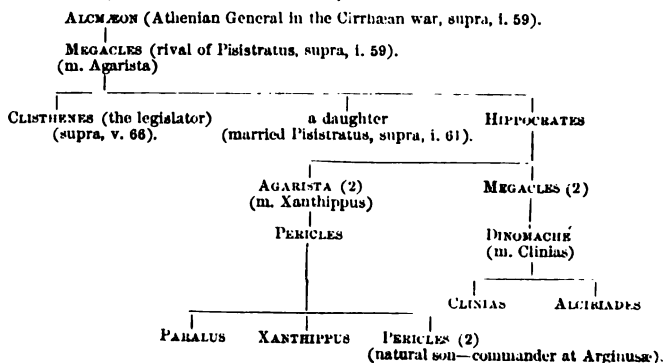 ALCMÆON (Athenian General in the Cirrhæan war, supra, i. 59).
MEGACLES (rival of Pisistratus, supra, i. 59).
(m. Agarista)
CLISTHENES (the legislator) a daughter HIPPOCRATES
(supra, v. 66). (married Pisistratus, supra, i. 61).
AGARISTA (2) MEGACLES (2)
(m. Xanthippus)
PERICLES DINOMACHÉ
(m. Clinias)
CLINIAS ALCIBIADES
PARALUS XANTHIPPUS PERICLES (2)
(natural son—commander at Arginusæ).